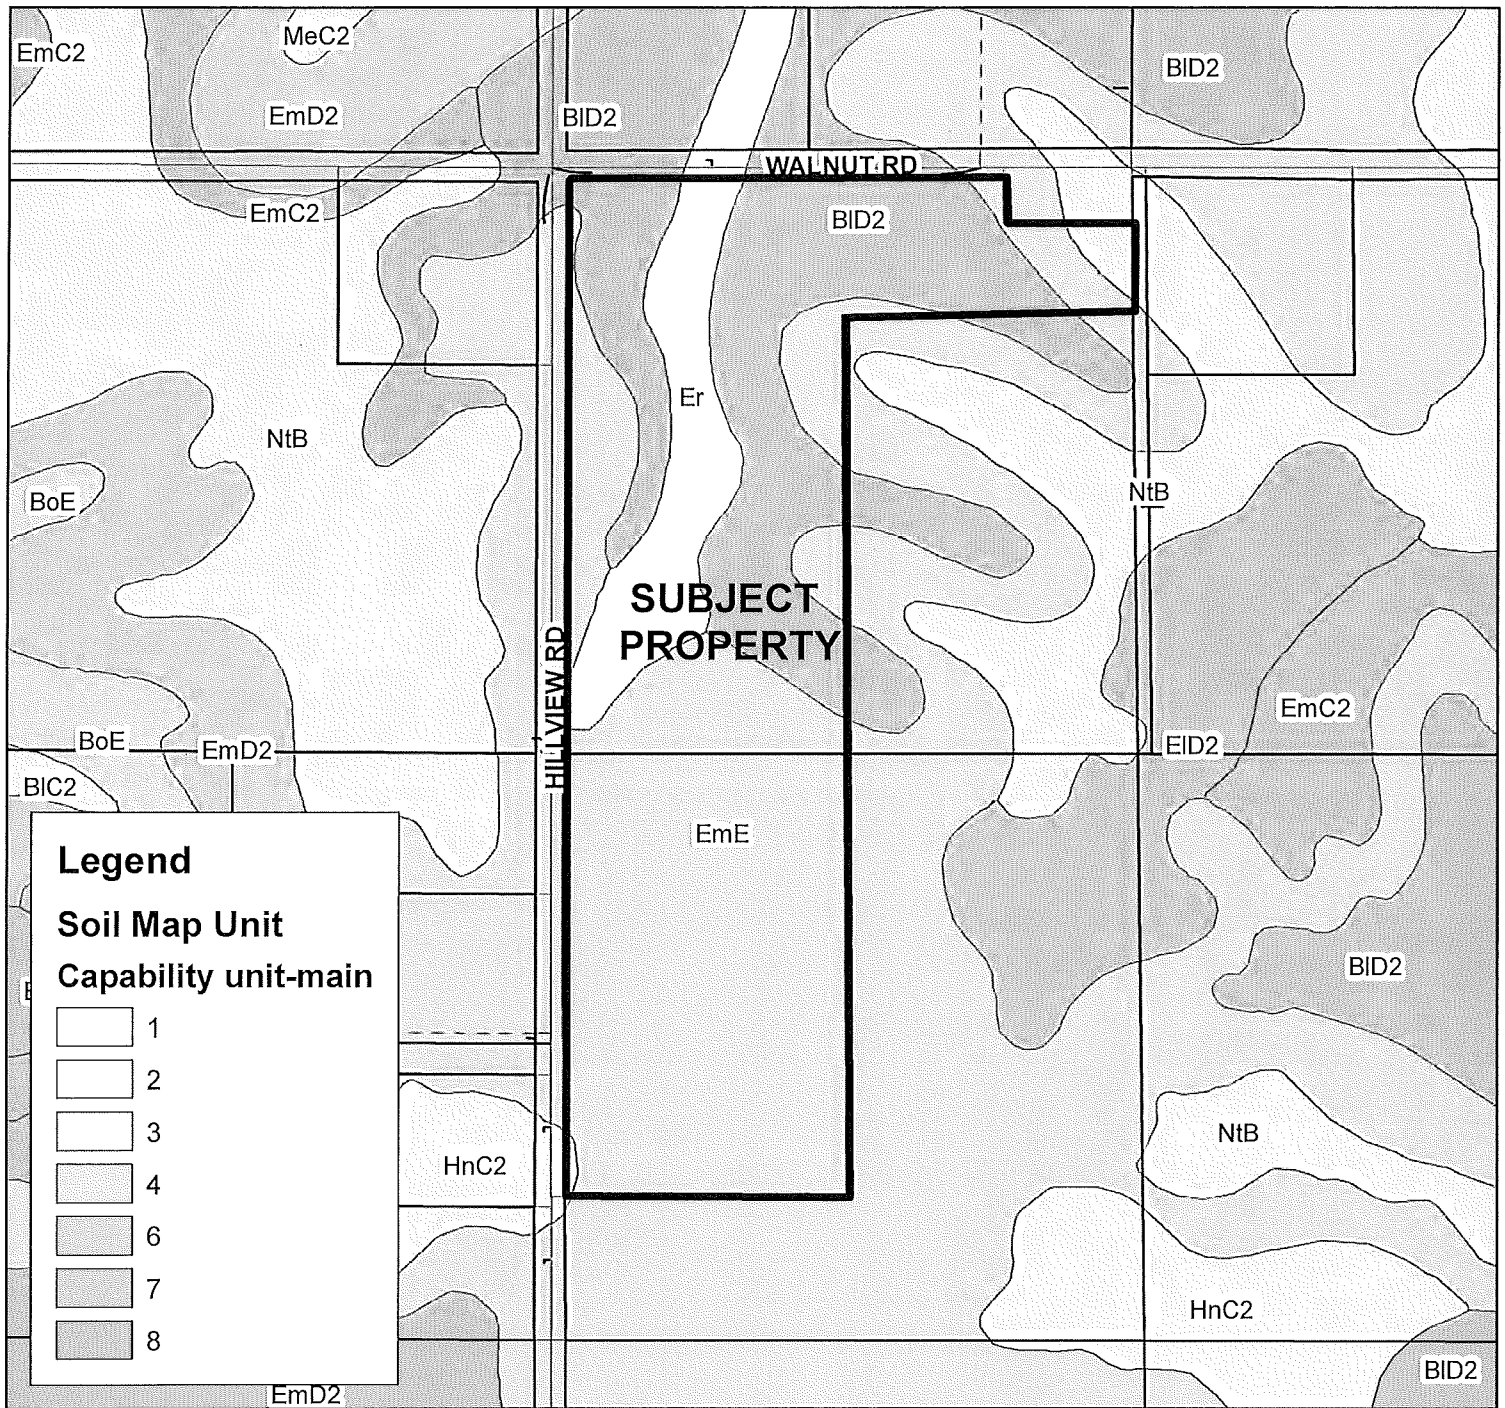 MeC2
EmC2
BlD2
EmD2
BlD2
WALNUT RD
EmC2
BlD2
Er
NtB
BoE
NtB
SUBJECT
PROPERTY
HILLVIEW RD
EmC2
BoE
EmD2
ElD2
BlC2
EmE
Legend
Soil Map Unit
Capability unit-main
1
2
3
4
6
7
8
BlD2
NtB
HnC2
HnC2
BlD2
EmD2